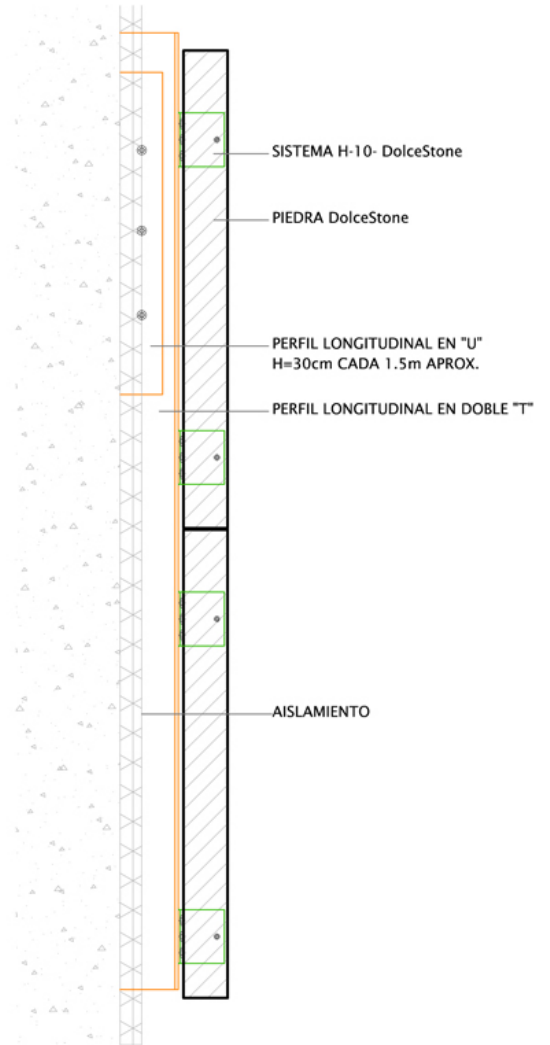 SISTEMA H-10- DolceStone
PIEDRA DolceStone
PERFIL LONGITUDINAL EN "U"
H=30cm CADA 1.5m APROX.
PERFIL LONGITUDINAL EN DOBLE "T"
AISLAMIENTO